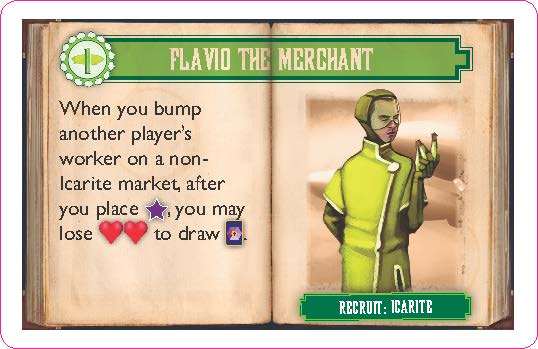 FLAVIO THE MERCHANT
When you bump
another player's
worker on a non-
Icarite market, after
you place , you may
lose to draw .
RECRUIT: ICARITE